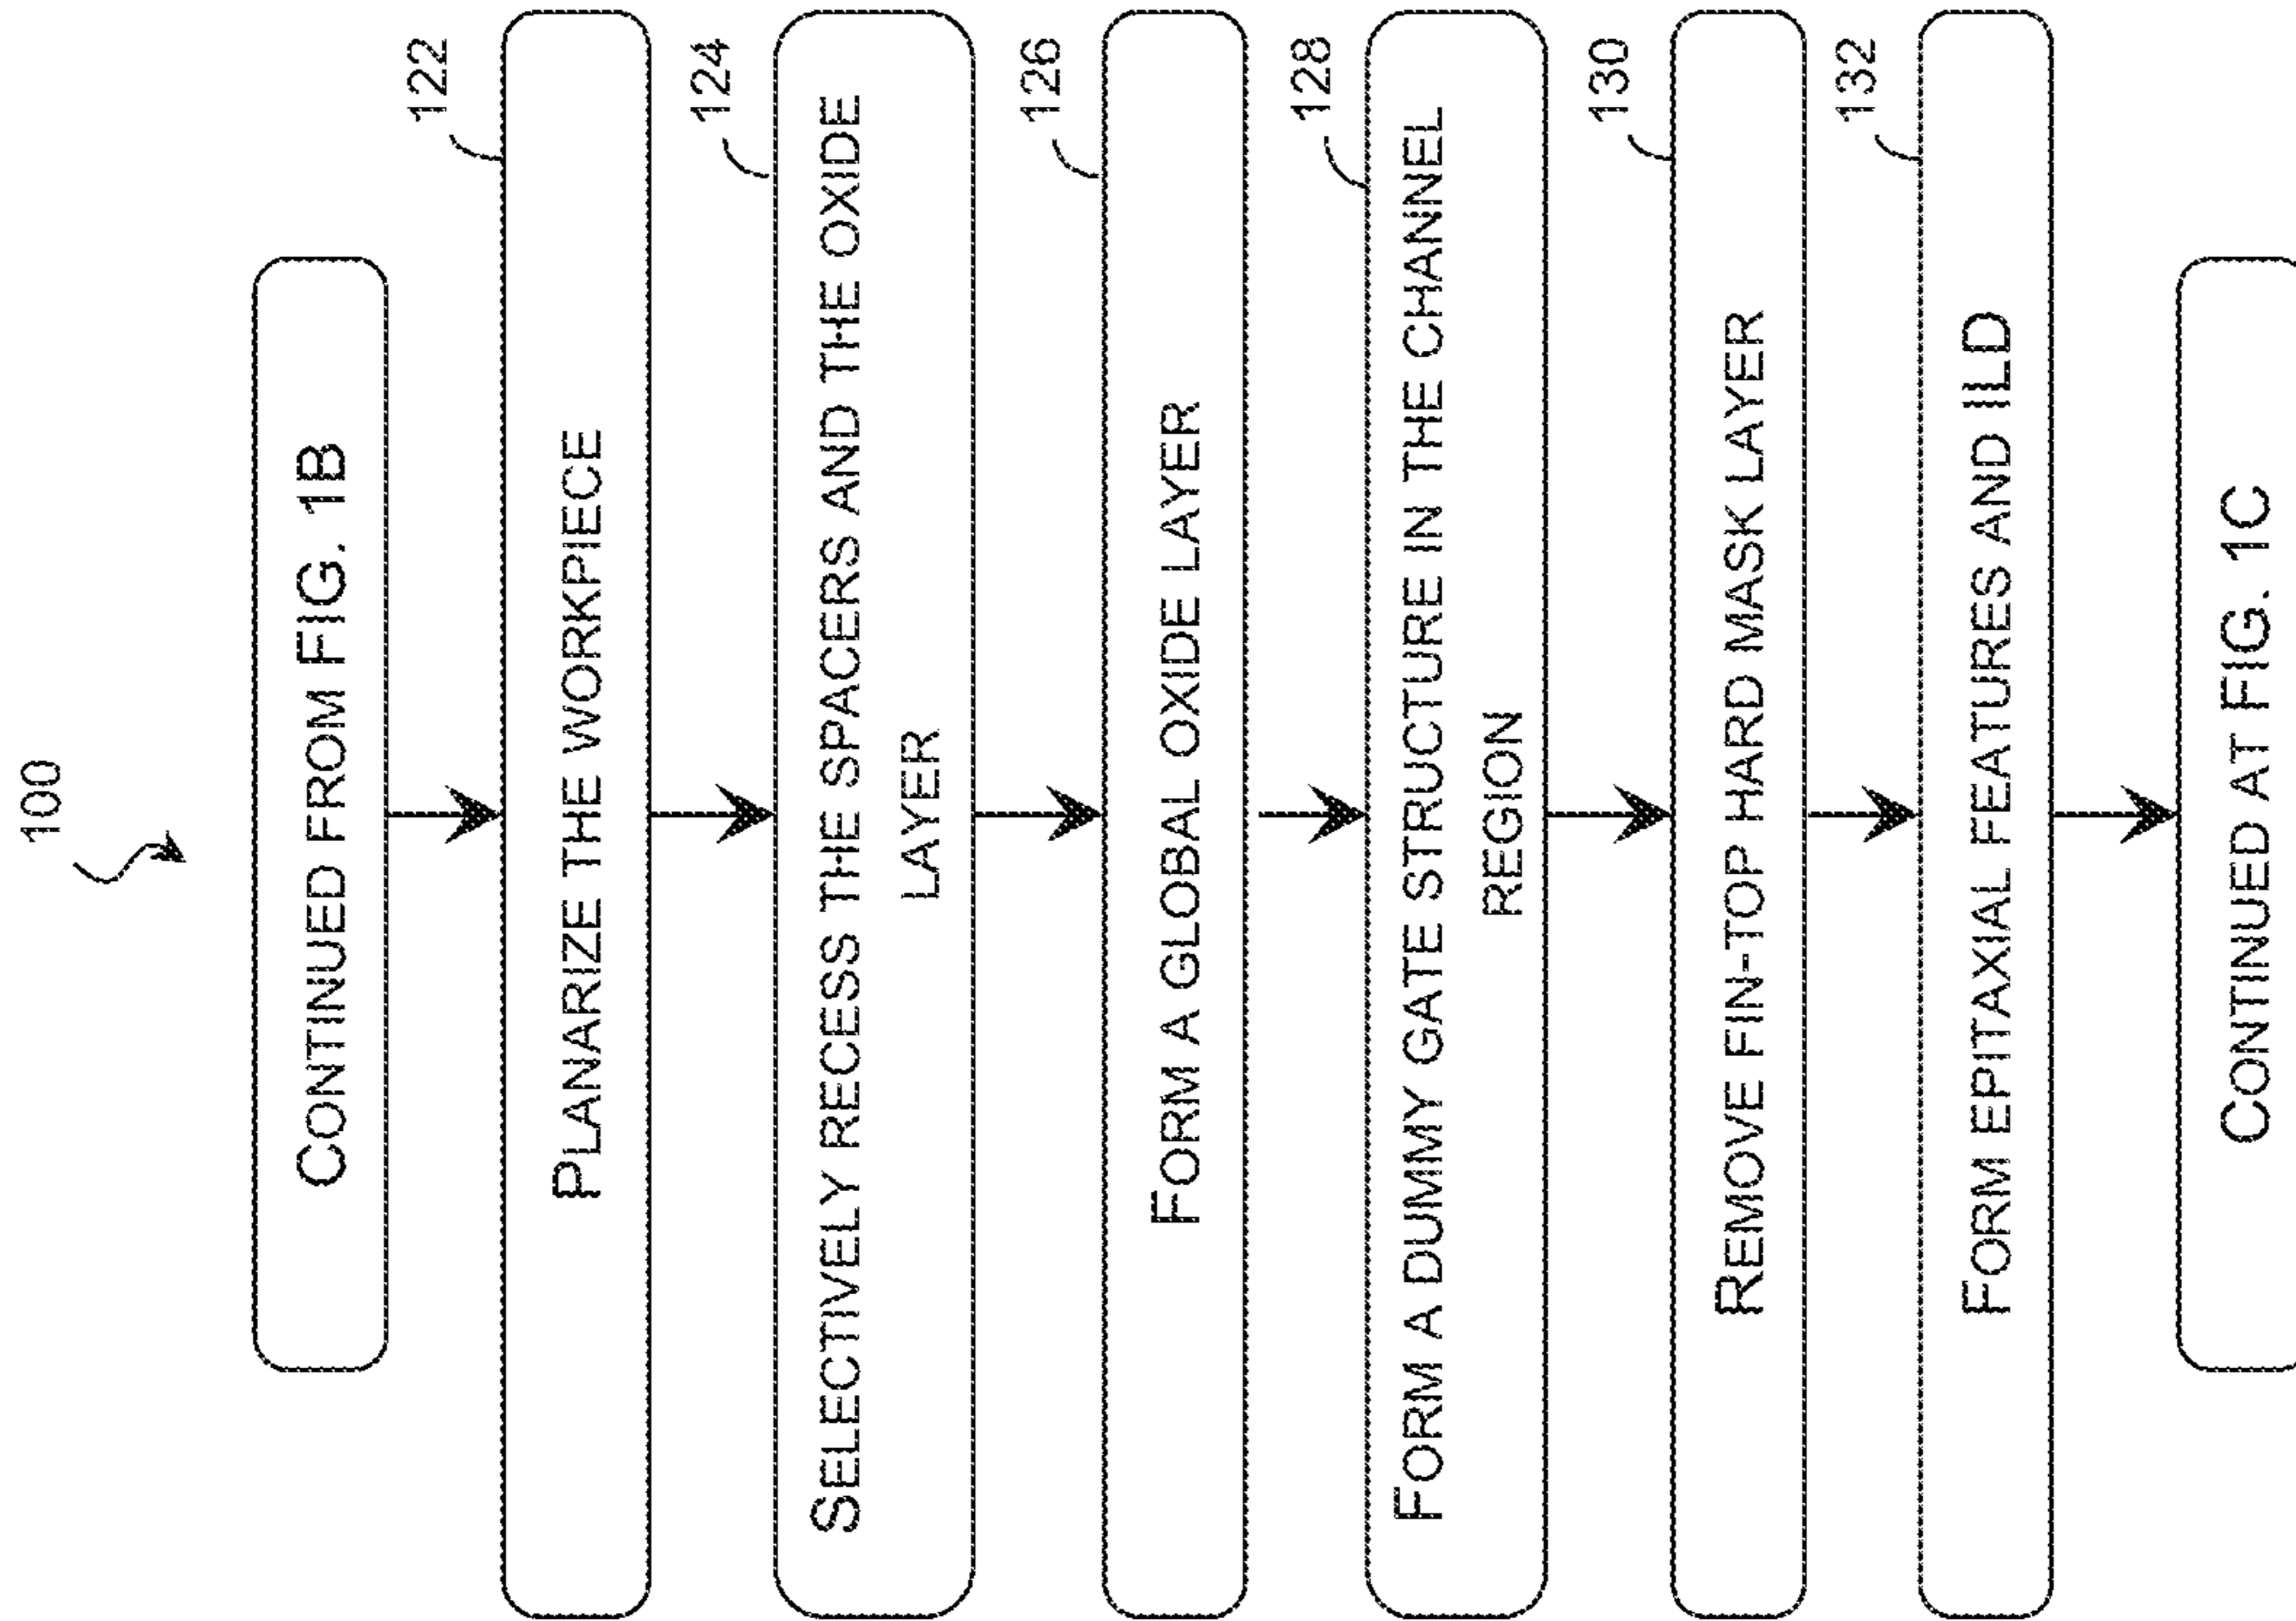 100
CONTINUED FROM FIG. 1B
122
PLANARIZE THE WORKPIECE
124
SELECTIVELY RECESS THE SPACERS AND THE OXIDE
LAYER
126
FORM A GLOBAL OXIDE LAYER
128
FORM A DUMMY GATE STRUCTURE IN THE CHANNEL
REGION
130
REMOVE FIN-TOP HARD MASK LAYER
132
FORM EPITAXIAL FEATURES AND ILD
CONTINUED AT FIG. 1C